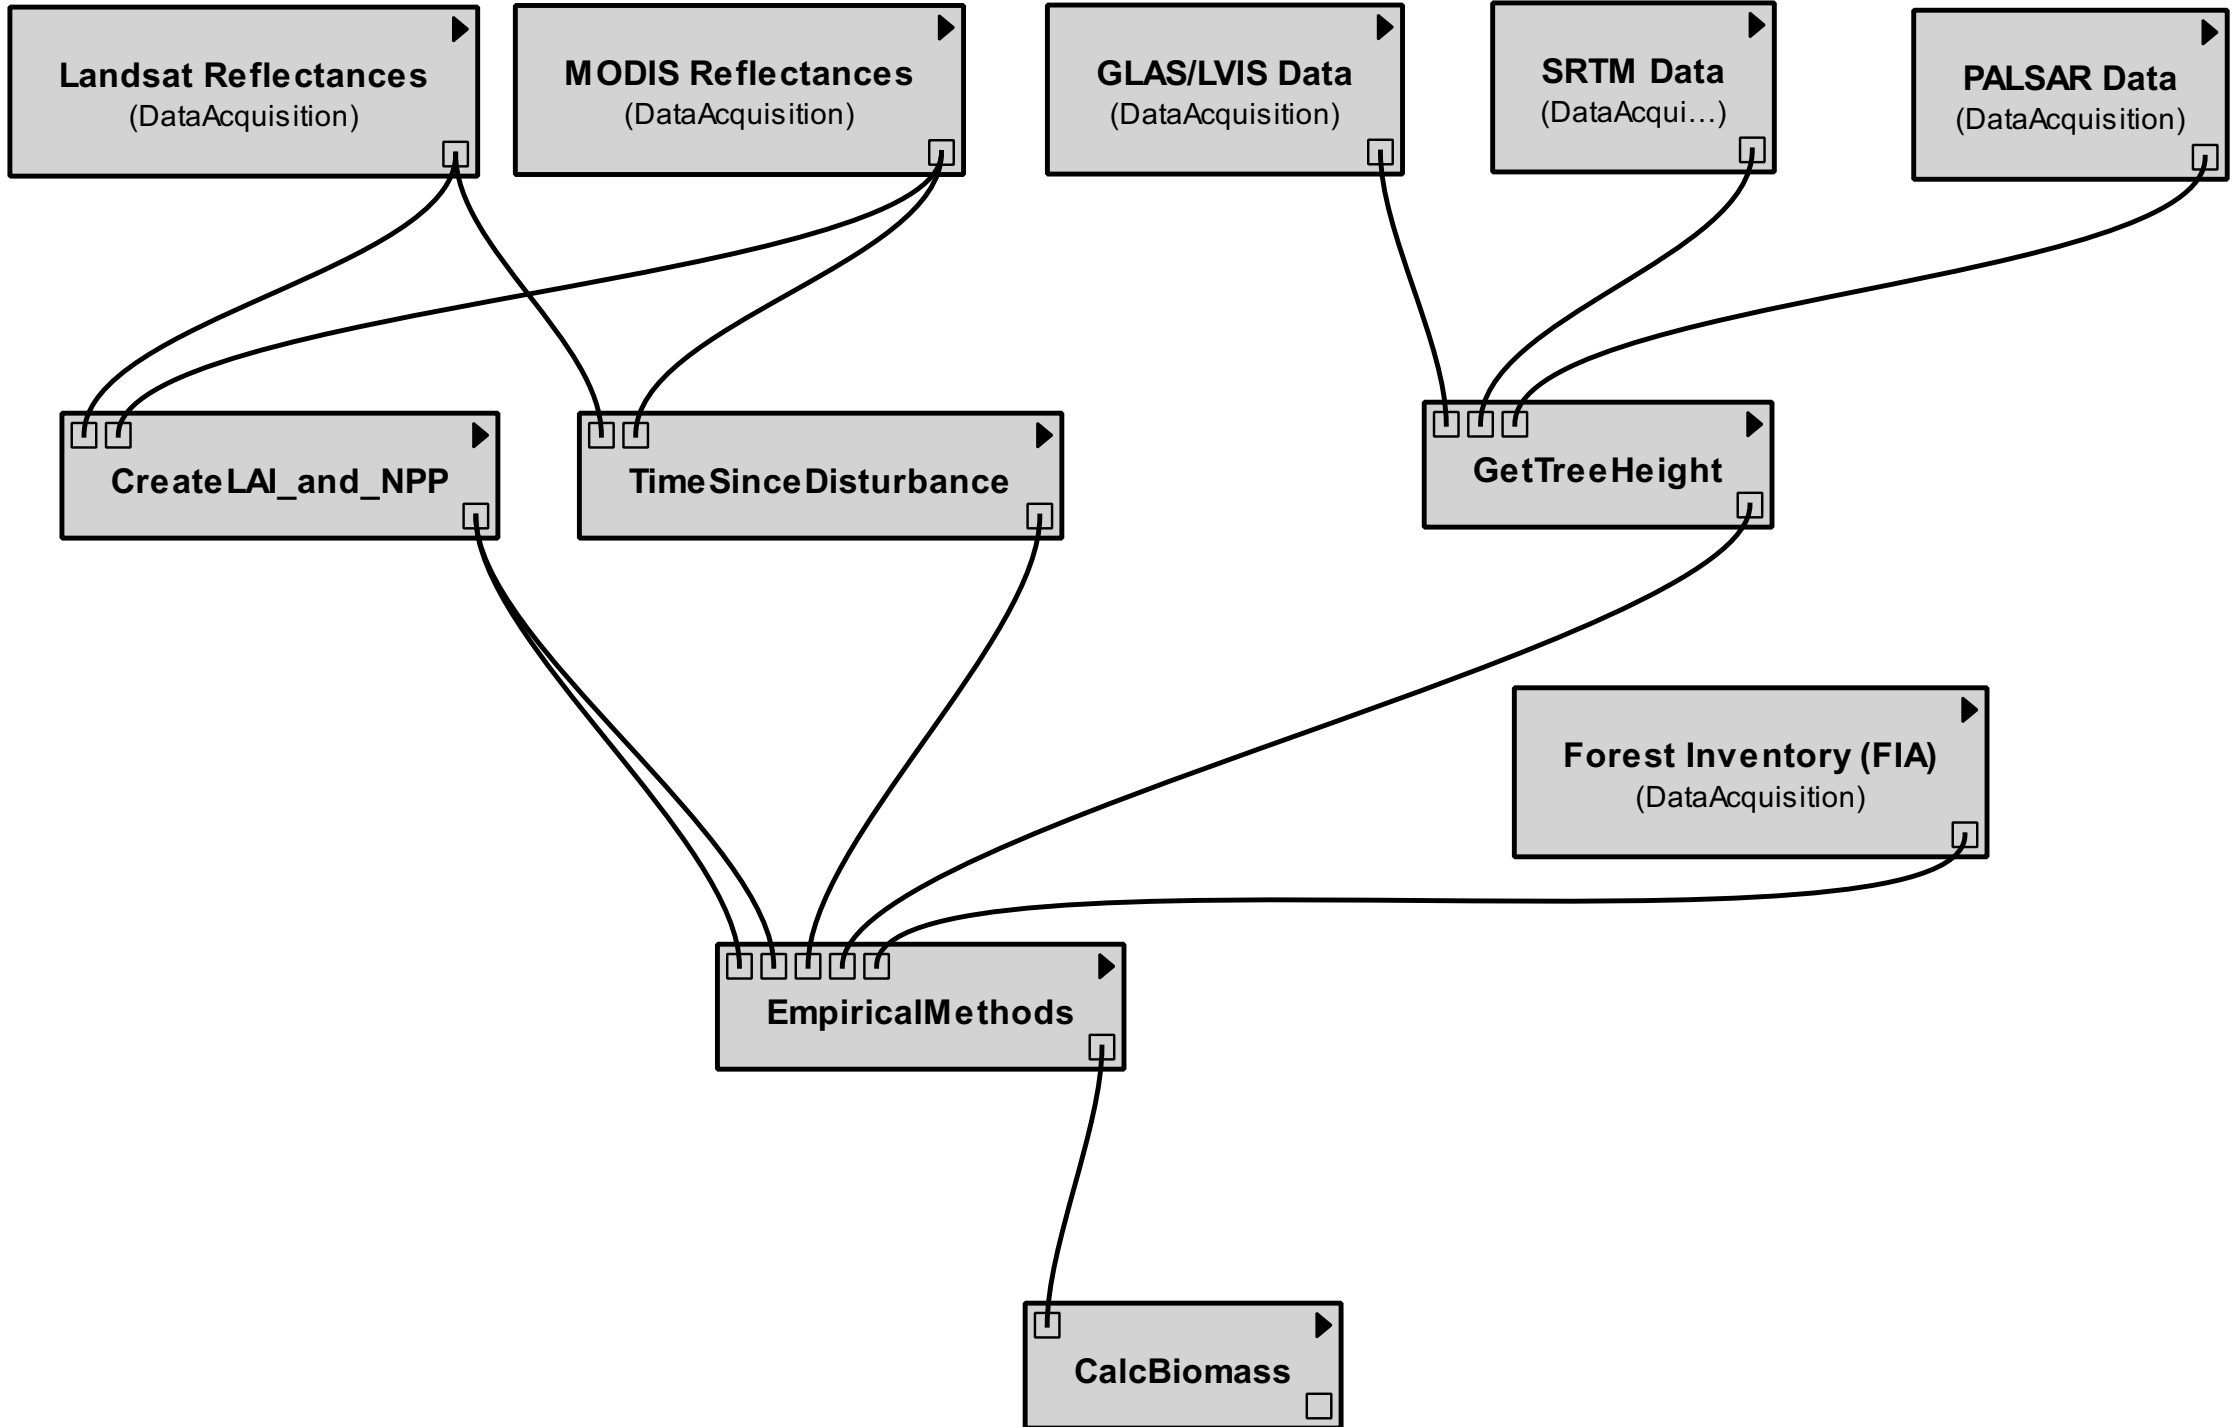 Landsat Reflectances
(DataAcquisition)
MODIS Reflectances
(DataAcquisition)
GLAS/LVIS Data
(DataAcquisition)
SRTM Data
(DataAcqui...)
PALSAR Data
(DataAcquisition)
CreateLAI_and_NPP
TimeSinceDisturbance
GetTreeHeight
Forest Inventory (FIA)
(DataAcquisition)
EmpiricalMethods
CalcBiomass